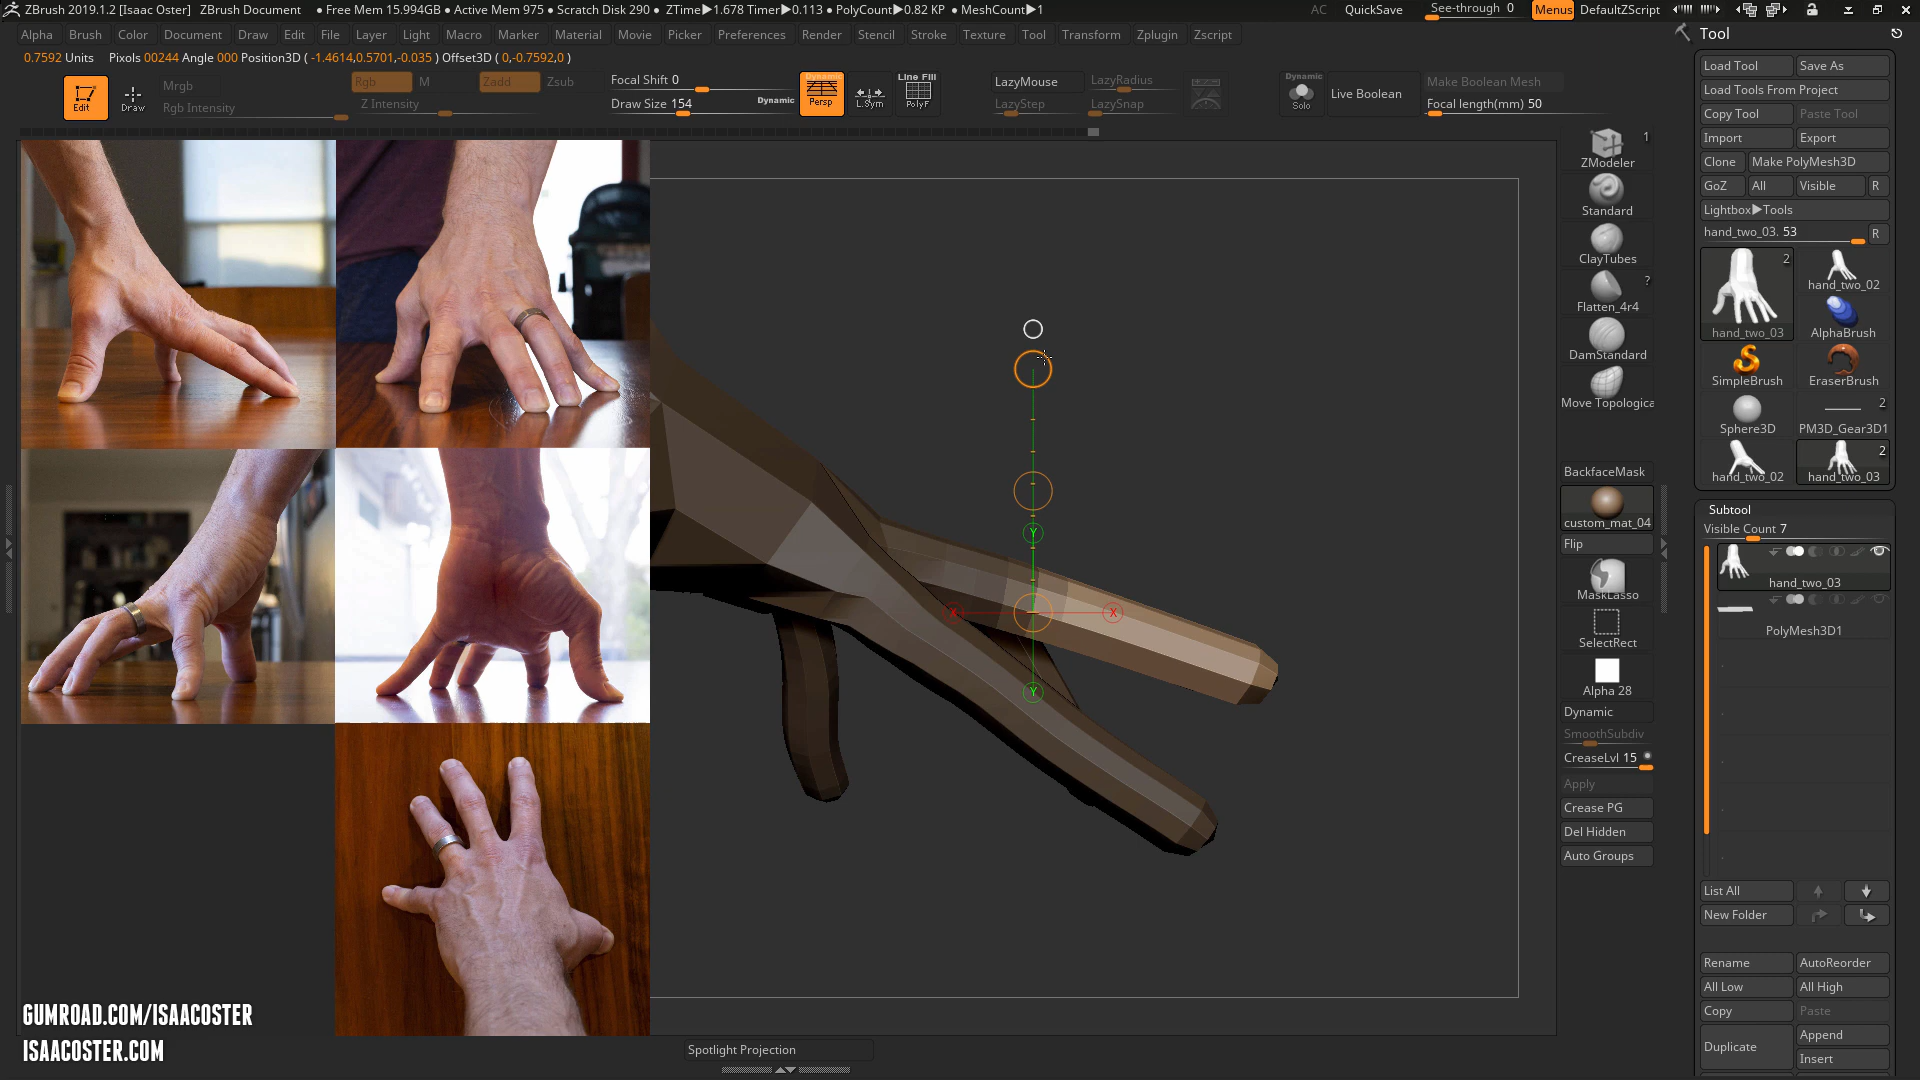 ZBrush 2019.1.2 [Isaac Oster] ZBrush Document • Free Mem 15.994GB • Active Mem 975 • Scratch Disk 290 • ZTime▶1.678 Timer▶0.113 • PolyCount▶0.82 KP • MeshCount▶1 AC QuickSave See-through 0 Menus DefaultZScript
Alpha Brush Color Document Draw Edit File Layer Light Macro Marker Material Movie Picker Preferences Render Stencil Stroke Texture Tool Transform Zplugin Zscript
0.7592 Units Pixols 00244 Angle 000 Position3D ( -1.4614,0.5701,-0.035 ) Offset3D ( 0,-0.7592,0 )
Edit
Draw
Mrgb
Rgb Intensity
Rgb M
Zadd Zsub
Z Intensity
Focal Shift 0
Draw Size 154 Dynamic
Dynamic
Persp
L.Sym
Line Fill
PolyF
LazyMouse LazyRadius
LazyStep LazySnap
Dynamic
Solo
Live Boolean
Make Boolean Mesh
Focal length(mm) 50
Y
X X
Y
GUMROAD.COM/ISAACOSTER
ISAACOSTER.COM
Spotlight Projection
1
ZModeler
Standard
ClayTubes
?
Flatten_4r4
DamStandard
Move Topologica
BackfaceMask
custom_mat_04
Flip
MaskLasso
SelectRect
Alpha 28
Dynamic
SmoothSubdiv
CreaseLvl 15
Apply
Crease PG
Del Hidden
Auto Groups
Tool
Load Tool Save As
Load Tools From Project
Copy Tool Paste Tool
Import Export
Clone Make PolyMesh3D
GoZ All Visible R
Lightbox▶Tools
hand_two_03. 53 R
2
hand_two_03
hand_two_02
AlphaBrush
SimpleBrush EraserBrush
2
Sphere3D PM3D_Gear3D1
2
hand_two_02 hand_two_03
Subtool
Visible Count 7
hand_two_03
PolyMesh3D1
List All
New Folder
Rename AutoReorder
All Low All High
Copy Paste
Duplicate Append
Insert